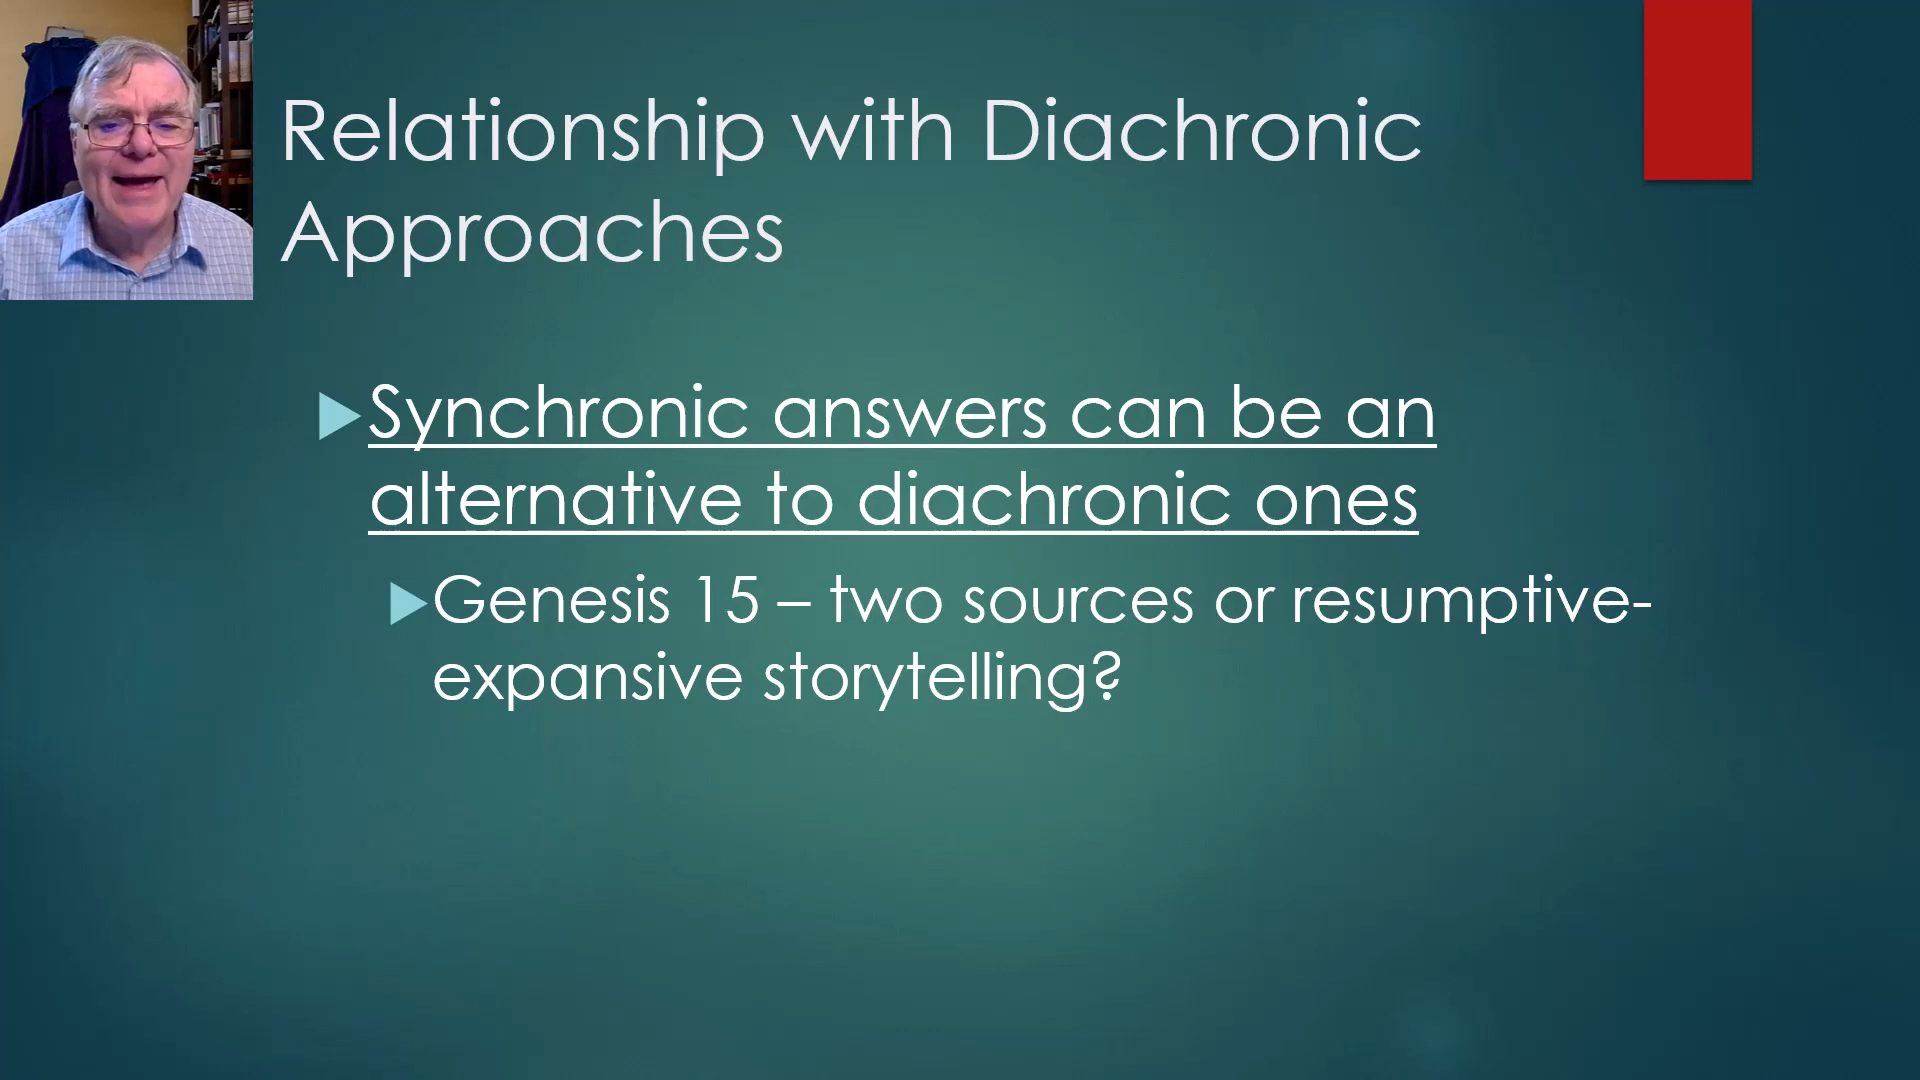 Relationship with Diachronic
Approaches
Synchronic answers can be an
alternative to diachronic ones
Genesis 15 – two sources or resumptive-
expansive storytelling?